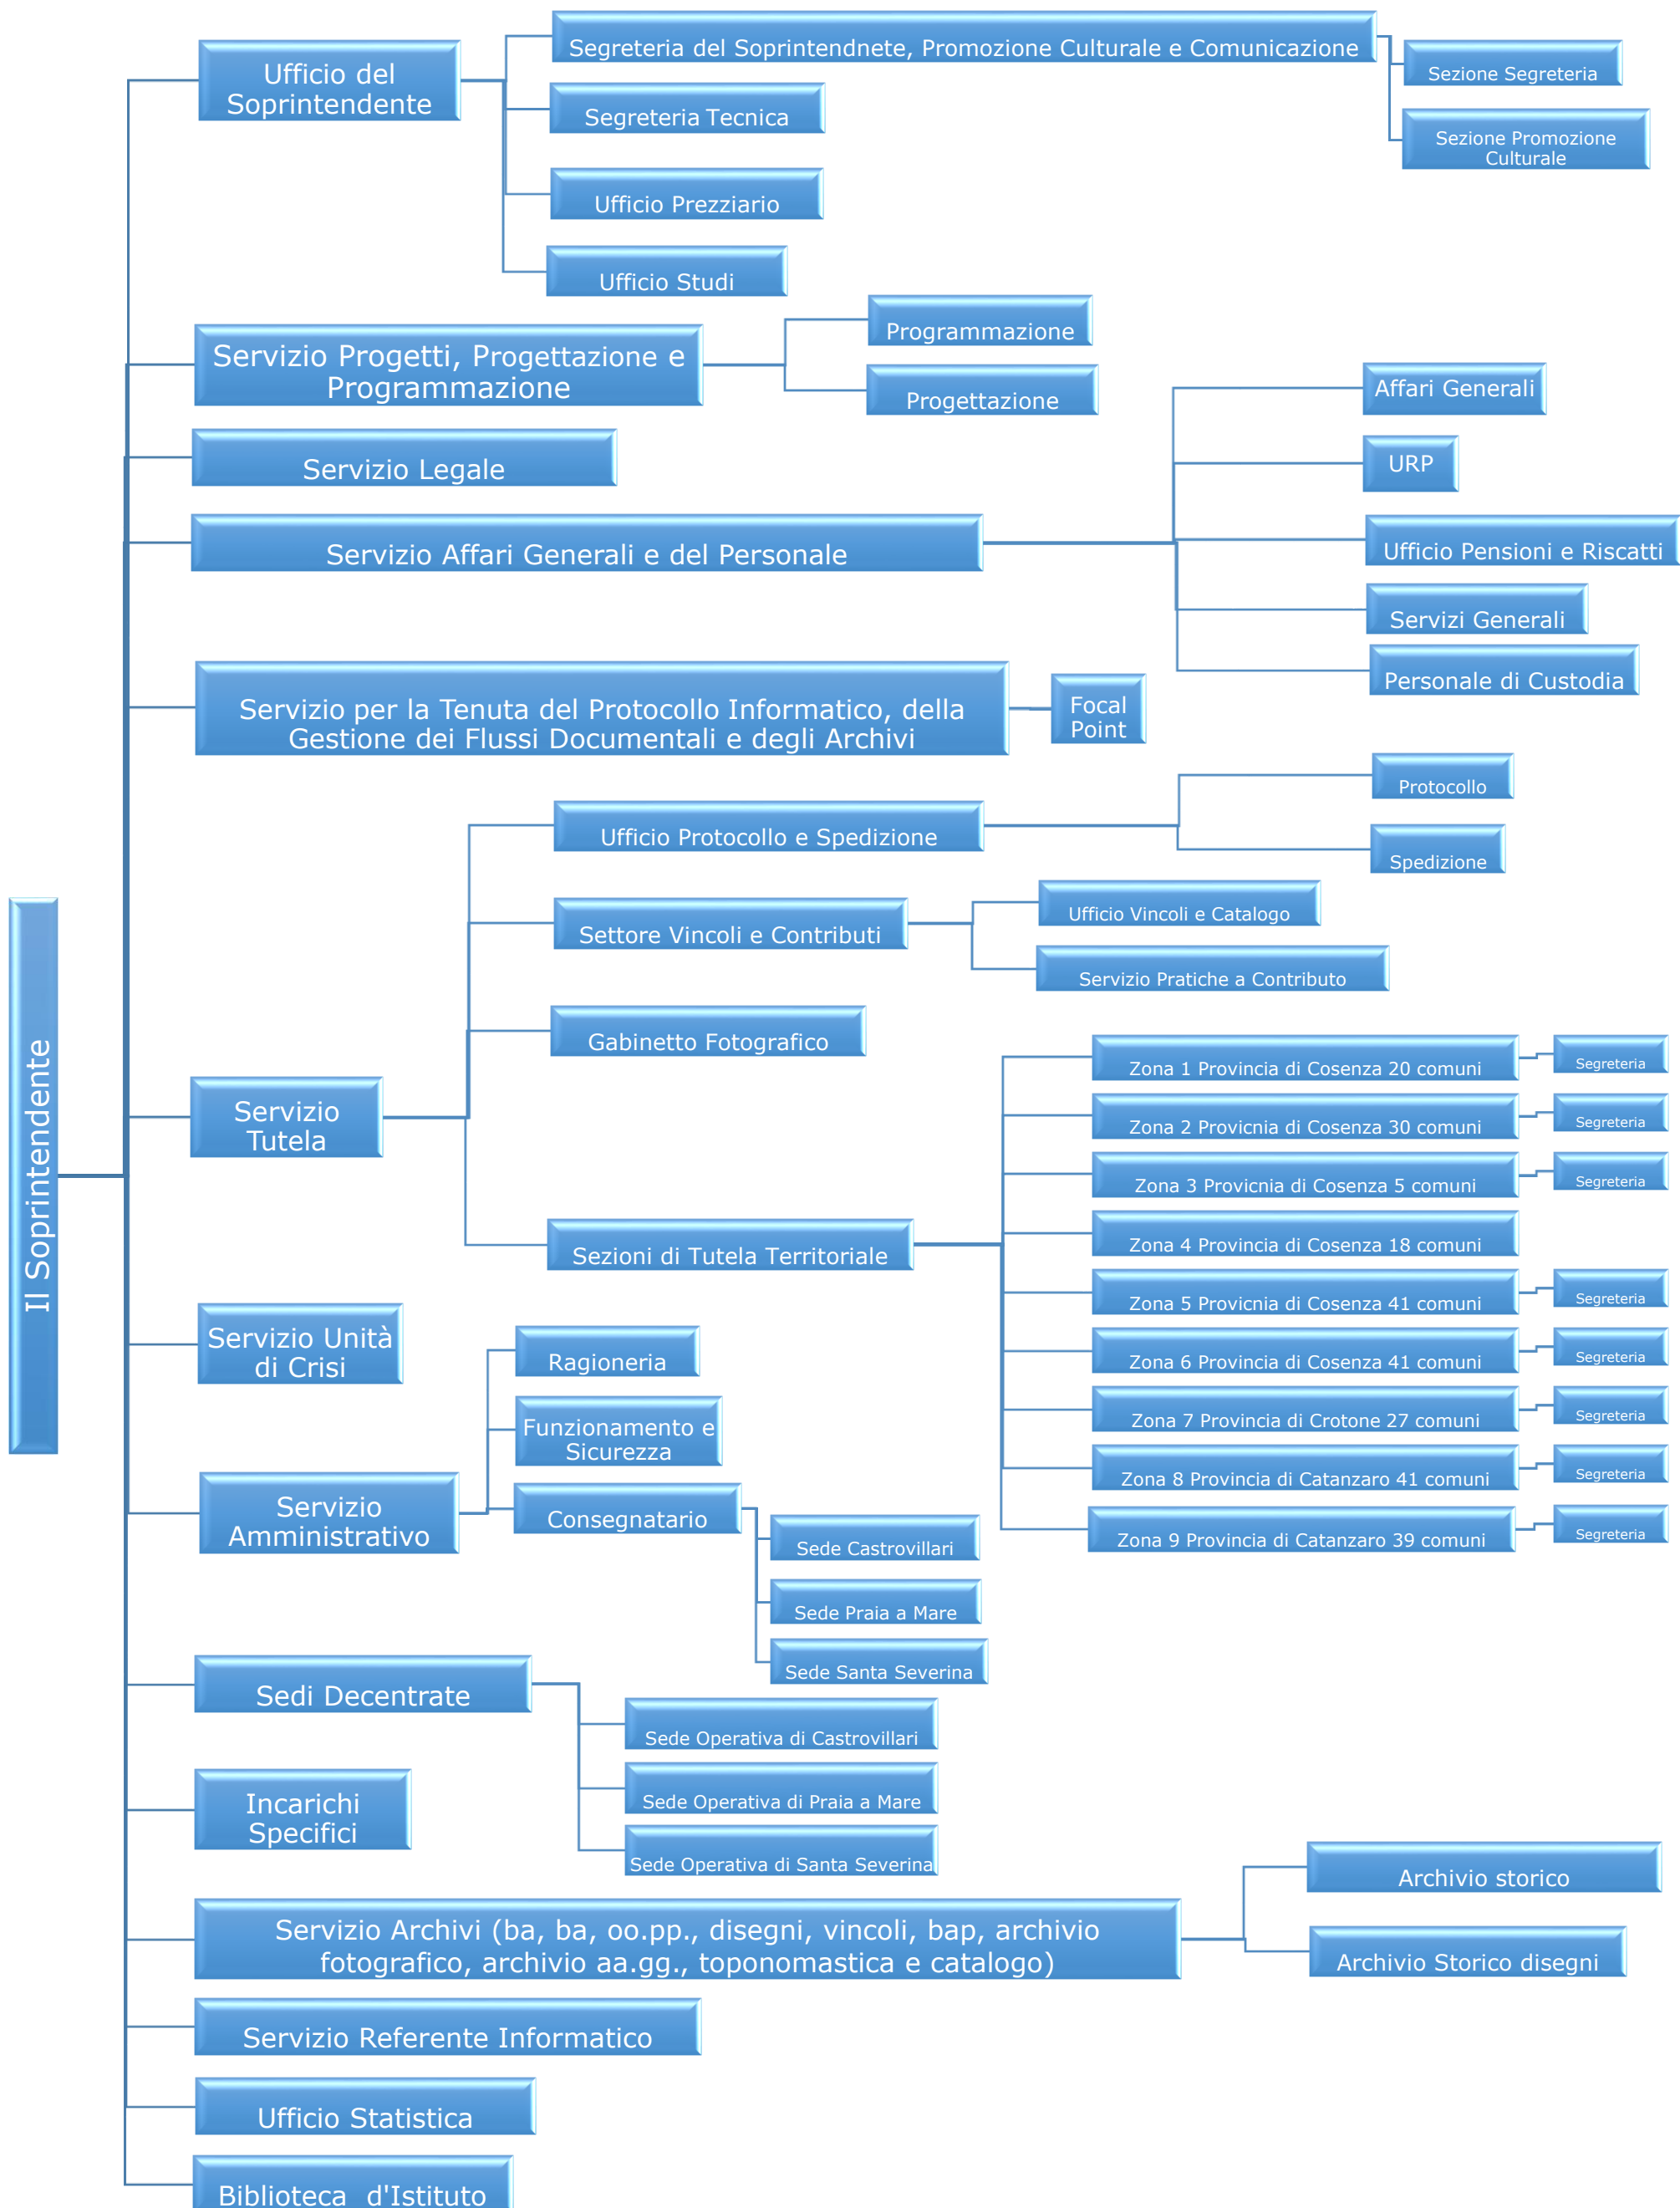 Il Soprintendente
Ufficio del
Soprintendente
Segreteria del Soprintendnete, Promozione Culturale e Comunicazione
Sezione Segreteria
Sezione Promozione
Culturale
Segreteria Tecnica
Ufficio Prezziario
Ufficio Studi
Servizio Progetti, Progettazione e
Programmazione
Programmazione
Progettazione
Servizio Legale
Servizio Affari Generali e del Personale
Affari Generali
URP
Ufficio Pensioni e Riscatti
Servizi Generali
Personale di Custodia
Servizio per la Tenuta del Protocollo Informatico, della
Gestione dei Flussi Documentali e degli Archivi
Focal
Point
Servizio
Tutela
Ufficio Protocollo e Spedizione
Protocollo
Spedizione
Settore Vincoli e Contributi
Ufficio Vincoli e Catalogo
Servizio Pratiche a Contributo
Gabinetto Fotografico
Sezioni di Tutela Territoriale
Zona 1 Provincia di Cosenza 20 comuni
Segreteria
Zona 2 Provicnia di Cosenza 30 comuni
Segreteria
Zona 3 Provicnia di Cosenza 5 comuni
Segreteria
Zona 4 Provincia di Cosenza 18 comuni
Zona 5 Provicnia di Cosenza 41 comuni
Segreteria
Zona 6 Provincia di Cosenza 41 comuni
Segreteria
Zona 7 Provincia di Crotone 27 comuni
Segreteria
Zona 8 Provincia di Catanzaro 41 comuni
Segreteria
Zona 9 Provincia di Catanzaro 39 comuni
Segreteria
Servizio Unità
di Crisi
Servizio
Amministrativo
Ragioneria
Funzionamento e
Sicurezza
Consegnatario
Sede Castrovillari
Sede Praia a Mare
Sede Santa Severina
Sedi Decentrate
Sede Operativa di Castrovillari
Sede Operativa di Praia a Mare
Sede Operativa di Santa Severina
Incarichi
Specifici
Servizio Archivi (ba, ba, oo.pp., disegni, vincoli, bap, archivio
fotografico, archivio aa.gg., toponomastica e catalogo)
Archivio storico
Archivio Storico disegni
Servizio Referente Informatico
Ufficio Statistica
Biblioteca d'Istituto